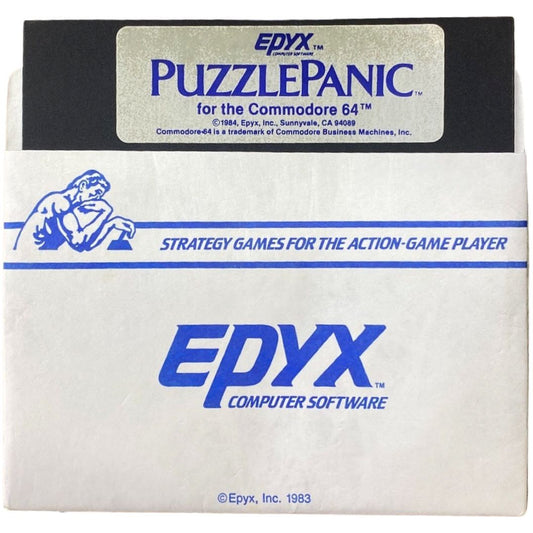 EPYX™
COMPUTER SOFTWARE
PUZZLEPANIC™
for the Commodore 64™
©1984, Epyx, Inc., Sunnyvale, CA 94089
Commodore-64 is a trademark of Commodore Business Machines, Inc.
STRATEGY GAMES FOR THE ACTION-GAME PLAYER
EPYX™
COMPUTER SOFTWARE
©Epyx, Inc. 1983